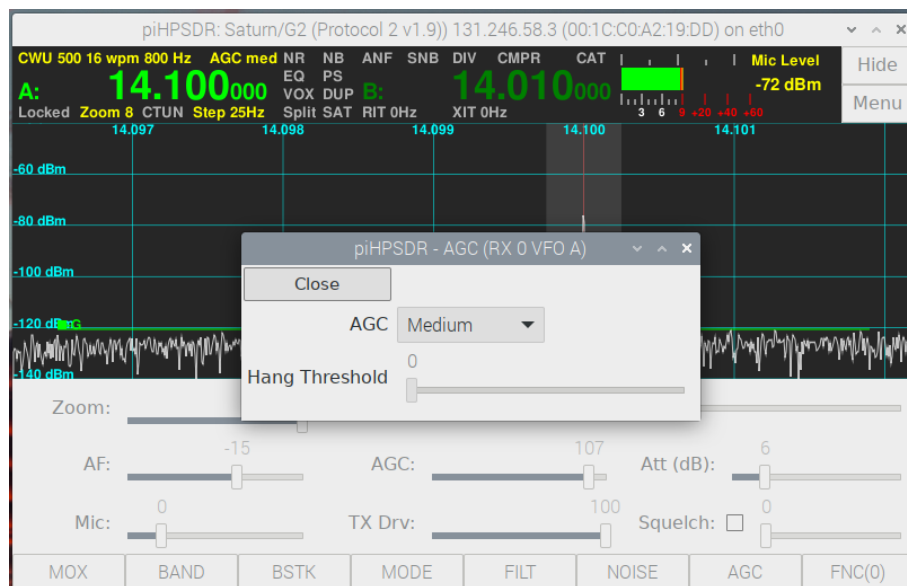 piHPSDR: Saturn/G2 (Protocol 2 v1.9)) 131.246.58.3 (00:1C:C0:A2:19:DD) on eth0
CWU 500 16 wpm 800 Hz AGC med NR NB ANF SNB DIV CMPR CAT Mic Level Hide
EQ PS
A: 14.100000 VOX DUP B: 14.010000 -72 dBm
Locked Zoom 8 CTUN Step 25Hz Split SAT RIT 0Hz XIT 0Hz 3 6 9 +20 +40 +60 Menu
14.097 14.098 14.099 14.100 14.101
-60 dBm
-80 dBm
piHPSDR - AGC (RX 0 VFO A)
-100 dBm
Close
AGC Medium
-120 dBm G
0
Hang Threshold
-140 dBm
Zoom:
-15 107 6
AF: AGC: Att (dB):
0 100 0
Mic: TX Drv: Squelch:
MOX BAND BSTK MODE FILT NOISE AGC FNC(0)